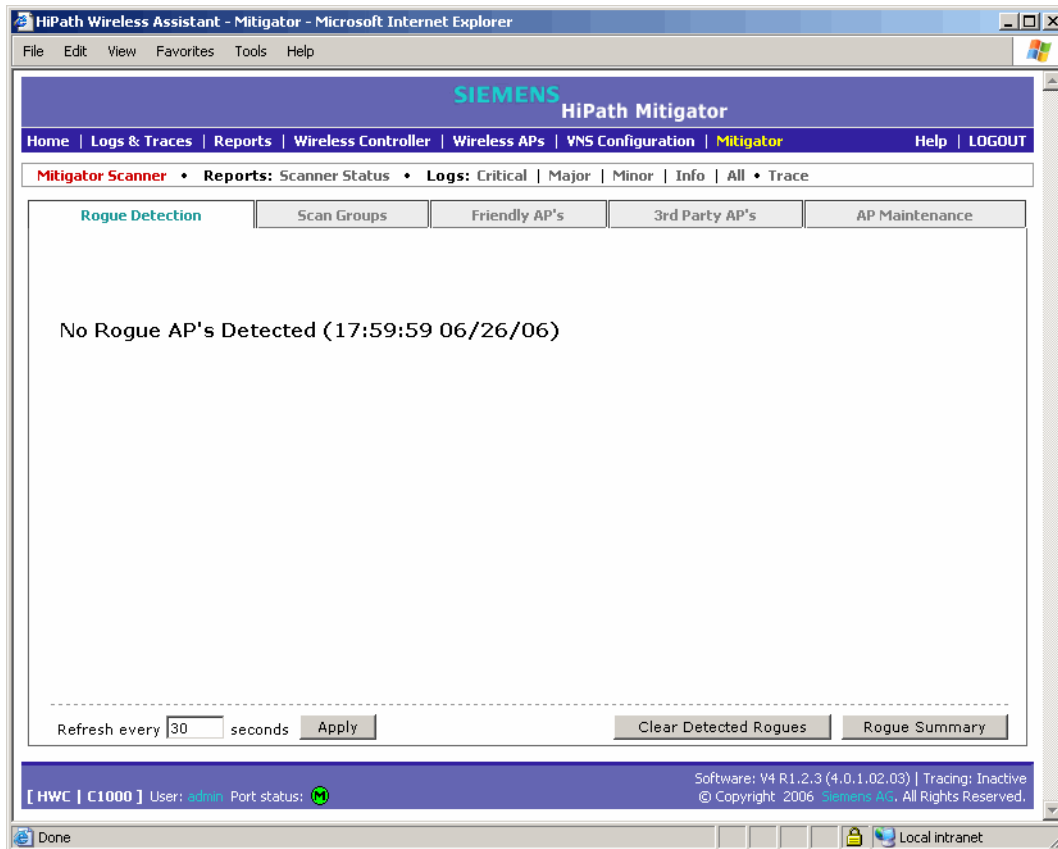 HiPath Wireless Assistant - Mitigator - Microsoft Internet Explorer
File Edit View Favorites Tools Help
SIEMENS
HiPath Mitigator
Home | Logs & Traces | Reports | Wireless Controller | Wireless APs | VNS Configuration | Mitigator Help | LOGOUT
Mitigator Scanner • Reports: Scanner Status • Logs: Critical | Major | Minor | Info | All • Trace
Rogue Detection Scan Groups Friendly AP's 3rd Party AP's AP Maintenance
No Rogue AP's Detected (17:59:59 06/26/06)
Refresh every 30 seconds Apply Clear Detected Rogues Rogue Summary
Software: V4 R1.2.3 (4.0.1.02.03) | Tracing: Inactive
[ HWC | C1000 ] User: admin Port status: M © Copyright 2006 Siemens AG. All Rights Reserved.
Done Local intranet